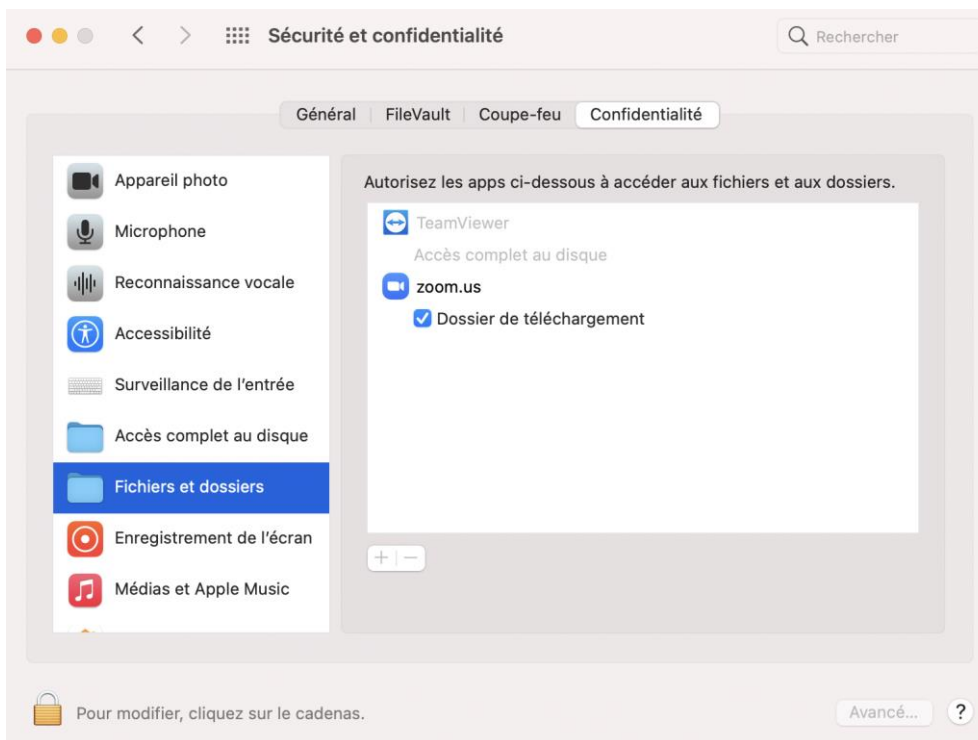 Sécurité et confidentialité
Rechercher
Général FileVault Coupe-feu Confidentialité
Appareil photo
Microphone
Reconnaissance vocale
Accessibilité
Surveillance de l'entrée
Accès complet au disque
Fichiers et dossiers
Enregistrement de l'écran
Médias et Apple Music
Autorisez les apps ci-dessous à accéder aux fichiers et aux dossiers.
TeamViewer
Accès complet au disque
zoom.us
Dossier de téléchargement
Pour modifier, cliquez sur le cadenas.
Avancé... ?